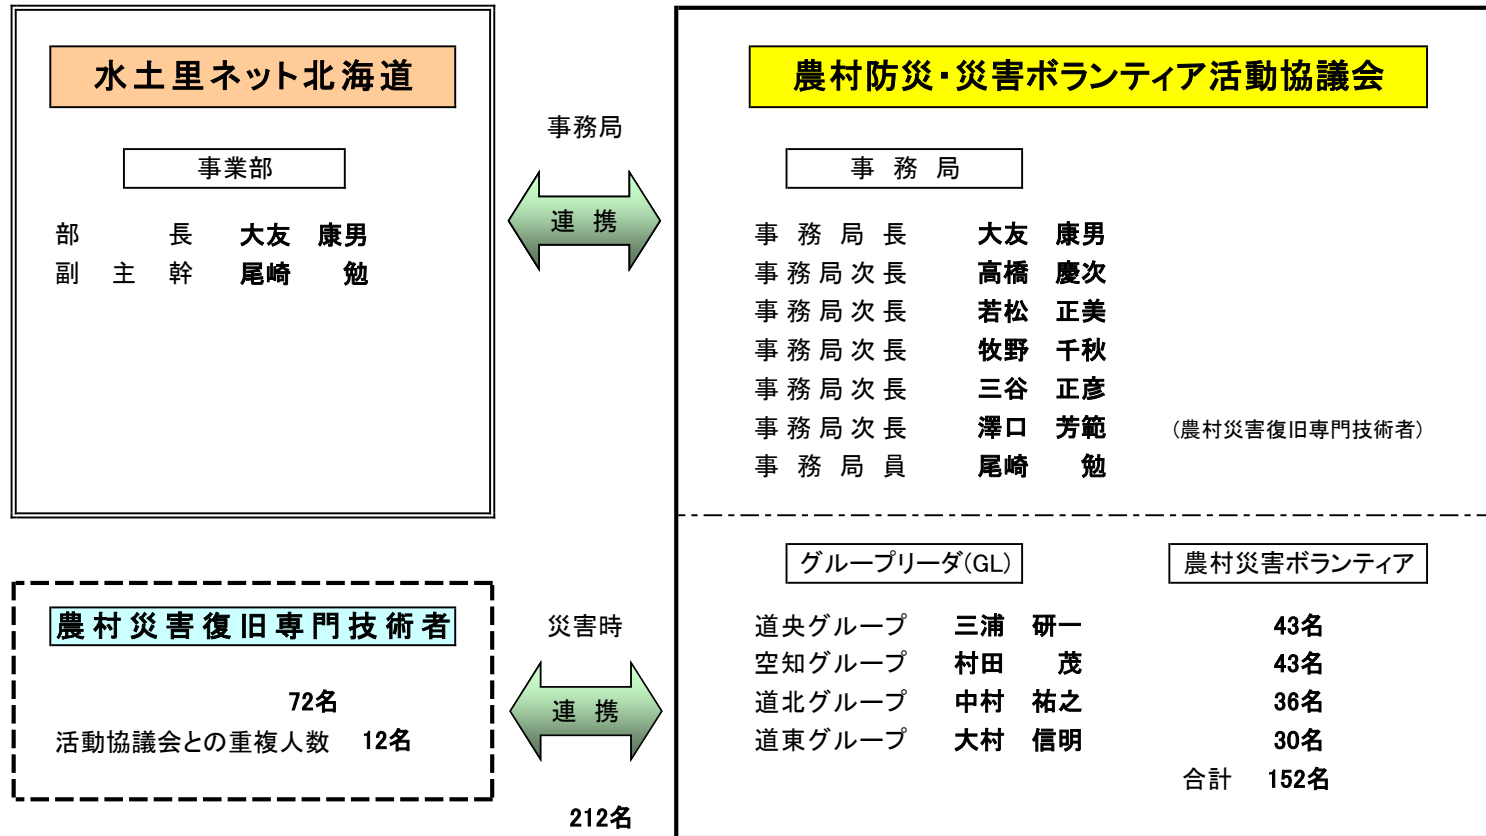 水土里ネット北海道
事業部
部長 大友 康男
副主幹 尾崎 勉
事務局
連携
農村防災・災害ボランティア活動協議会
事務局
事務局長 大友 康男
事務局次長 高橋 慶次
事務局次長 若松 正美
事務局次長 牧野 千秋
事務局次長 三谷 正彦
事務局次長 澤口 芳範 (農村災害復旧専門技術者)
事務局員 尾崎 勉
農村災害復旧専門技術者
72名
活動協議会との重複人数 12名
災害時
連携
212名
グループリーダ(GL) 農村災害ボランティア
道央グループ 三浦 研一 43名
空知グループ 村田 茂 43名
道北グループ 中村 祐之 36名
道東グループ 大村 信明 30名
合計 152名